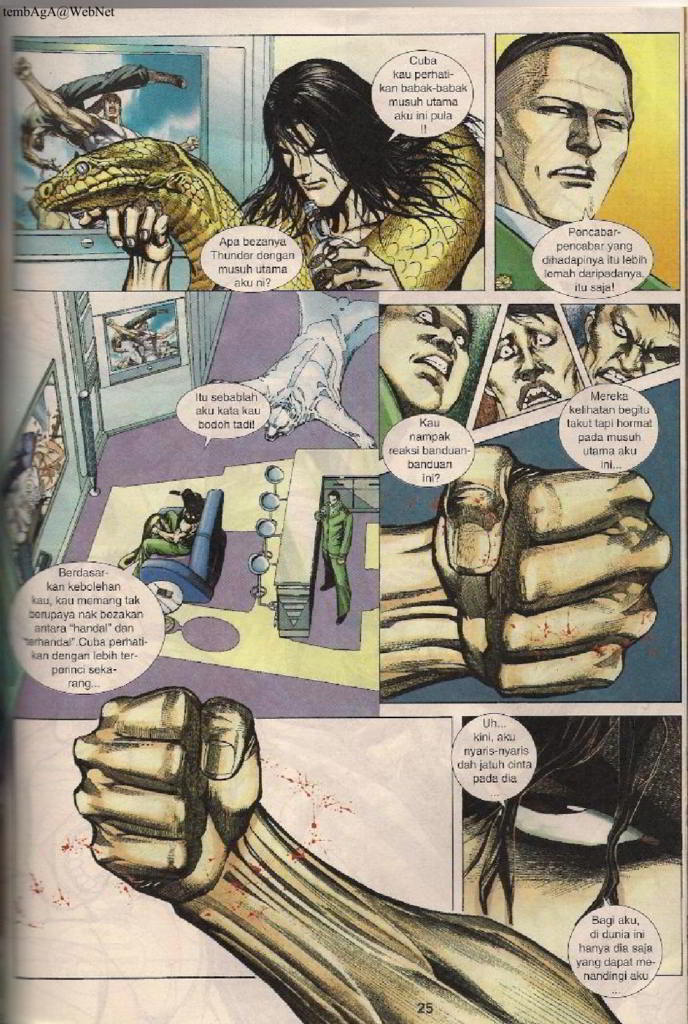 tembAgA@WebNet
Cuba
kau perhati-
kan babak-babak
musuh utama
aku ini pula
!!
Apa bezanya
Thunder dengan
musuh utama
aku ni?
Pencabar-
pencabar yang
dihadapinya itu lebih
lemah daripadanya,
itu saja!
Itu sebablah
aku kata kau
bodoh tadi!
Berdasar-
kan kebolehan
kau, kau memang tak
berupaya nak bezakan
antara "handal" dan
"terhandal".Cuba perhati-
kan dengan lebih ter-
perinci seka-
rang...
Kau
nampak
reaksi banduan-
banduan
ini?
Mereka
kelihatan begitu
takut tapi hormat
pada musuh
utama aku
ini...
Uh...
kini, aku
nyaris-nyaris
dah jatuh cinta
pada dia
...
Bagi aku,
di dunia ini
hanya dia saja
yang dapat me-
nandingi aku
...
25